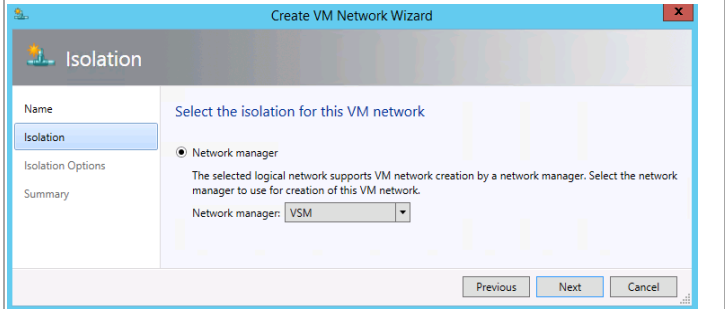 Create VM Network Wizard
x
Isolation
Name
Isolation
Isolation Options
Summary
Select the isolation for this VM network
Network manager
The selected logical network supports VM network creation by a network manager. Select the network
manager to use for creation of this VM network.
Network manager: VSM
Previous Next Cancel